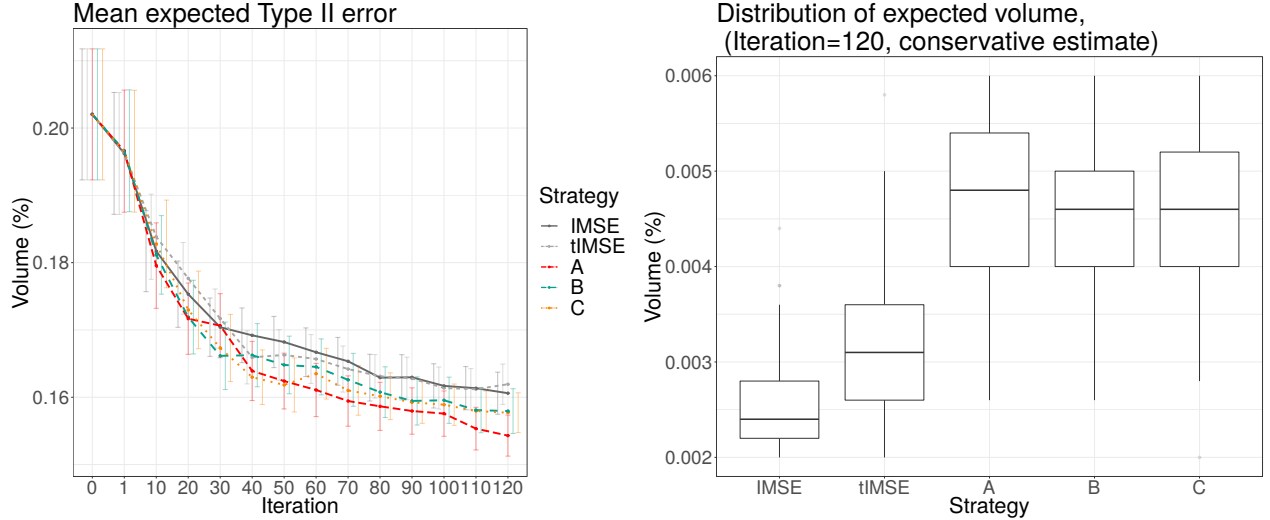 Mean expected Type II error
Volume (%)
0.20
0.18
0.16
0 1 10 20 30 40 50 60 70 80 90 100 110 120
Iteration
Strategy
IMSE
tIMSE
A
B
C
Distribution of expected volume,
(Iteration=120, conservative estimate)
Volume (%)
0.006
0.005
0.004
0.003
0.002
IMSE tIMSE A B C
Strategy